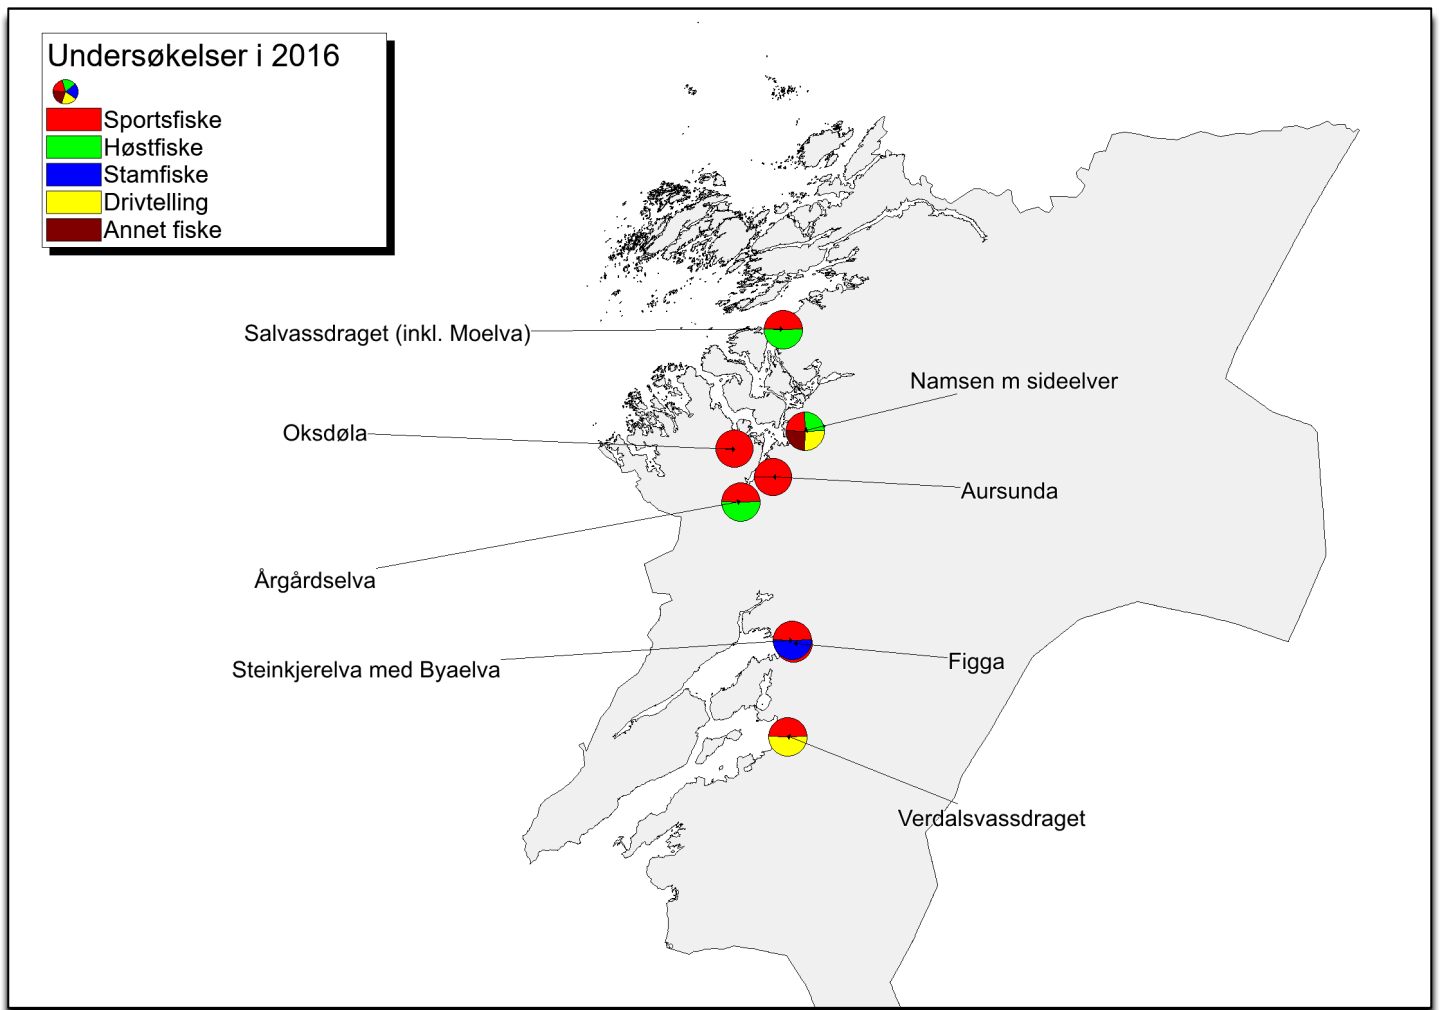 Undersøkelser i 2016
Sportsfiske
Høstfiske
Stamfiske
Drivtelling
Annet fiske
Salvassdraget (inkl. Moelva)
Namsen m sideelver
Oksdøla
Aursunda
Årgårdselva
Steinkjerelva med Byaelva
Figga
Verdalsvassdraget